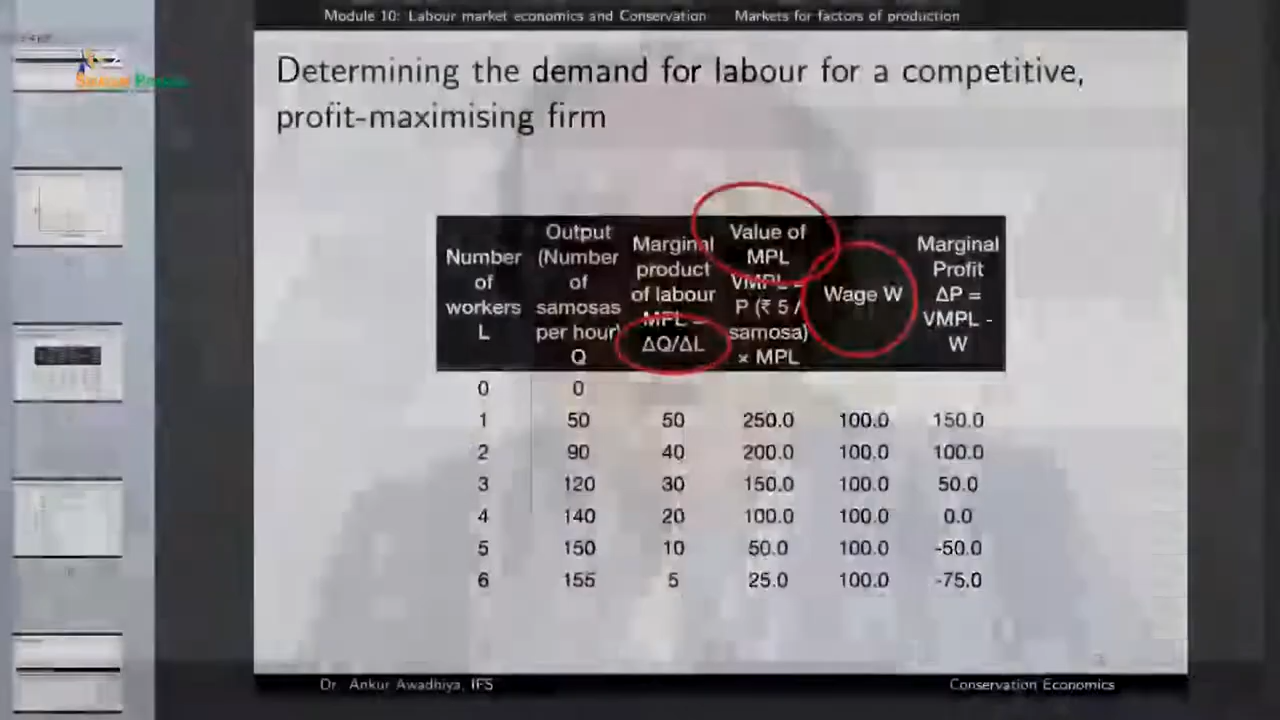 Module 10: Labour market economics and Conservation Markets for factors of production
Determining the demand for labour for a competitive,
profit-maximising firm
Number of workers L
Output (Number of samosas per hour) Q
Marginal product of labour MPL = ΔQ/ΔL
Value of MPL VMPL = P (₹ 5 / samosa) × MPL
Wage W
Marginal Profit ΔP = VMPL - W
0 0
1 50 50 250.0 100.0 150.0
2 90 40 200.0 100.0 100.0
3 120 30 150.0 100.0 50.0
4 140 20 100.0 100.0 0.0
5 150 10 50.0 100.0 -50.0
6 155 5 25.0 100.0 -75.0
Dr. Ankur Awadhiya, IFS Conservation Economics